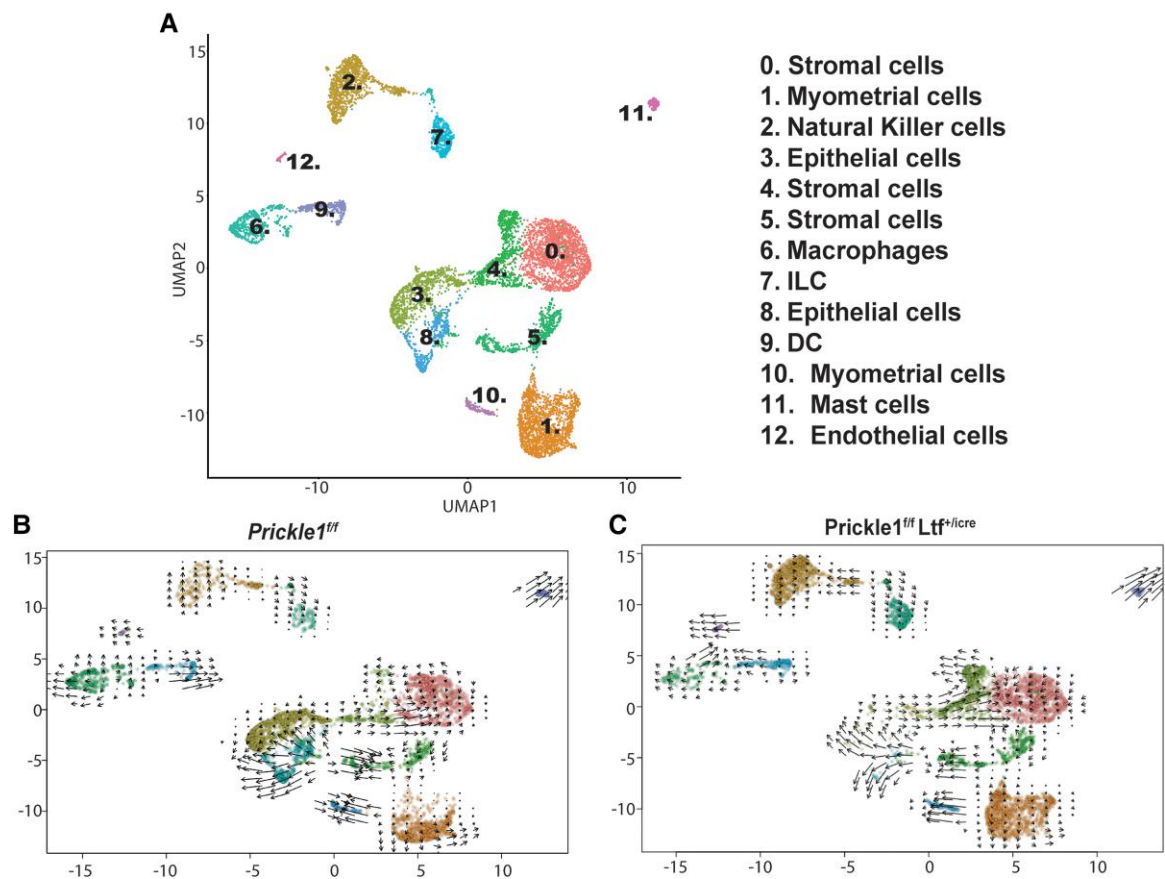 A
15
10
5
0
-5
-10
UMAP2
-10
0
10
UMAP1
2.
7.
11.
12.
9.
6.
0.
4.
3.
8.
5.
10.
1.
0. Stromal cells
1. Myometrial cells
2. Natural Killer cells
3. Epithelial cells
4. Stromal cells
5. Stromal cells
6. Macrophages
7. ILC
8. Epithelial cells
9. DC
10. Myometrial cells
11. Mast cells
12. Endothelial cells
B
Prickle1f/f
15
10
5
0
-5
-10
-15
-10
-5
0
5
10
C
Prickle1f/f Ltf+/icre
15
10
5
0
-5
-10
-15
-10
-5
0
5
10